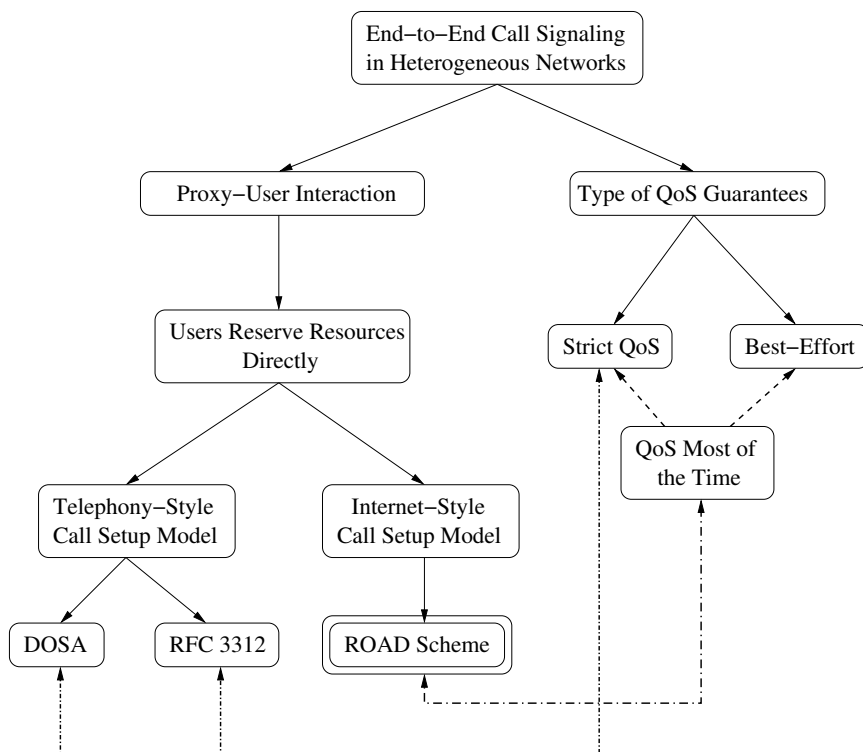 End−to−End Call Signaling
in Heterogeneous Networks
Proxy−User Interaction
Type of QoS Guarantees
Users Reserve Resources
Directly
Strict QoS
Best−Effort
QoS Most of
the Time
Telephony−Style
Call Setup Model
Internet−Style
Call Setup Model
DOSA
RFC 3312
ROAD Scheme